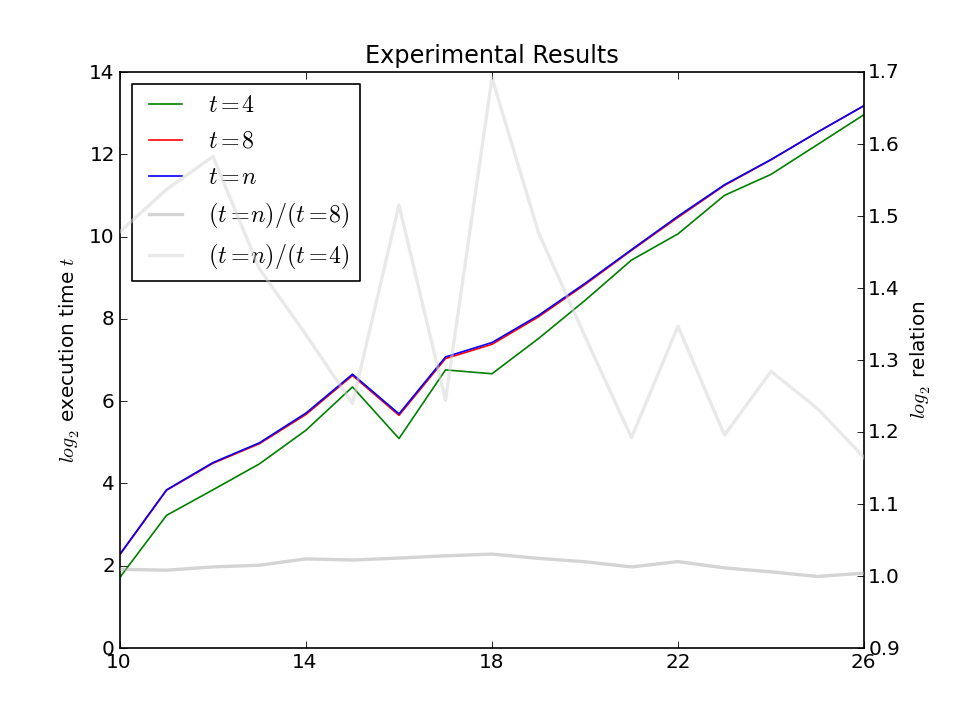 Experimental Results
14
12
10
8
6
4
2
0
log₂ execution time t
t=4
t=8
t=n
(t=n)/(t=8)
(t=n)/(t=4)
1.7
1.6
1.5
1.4
1.3
1.2
1.1
1.0
0.9
log₂ relation
10 14 18 22 26